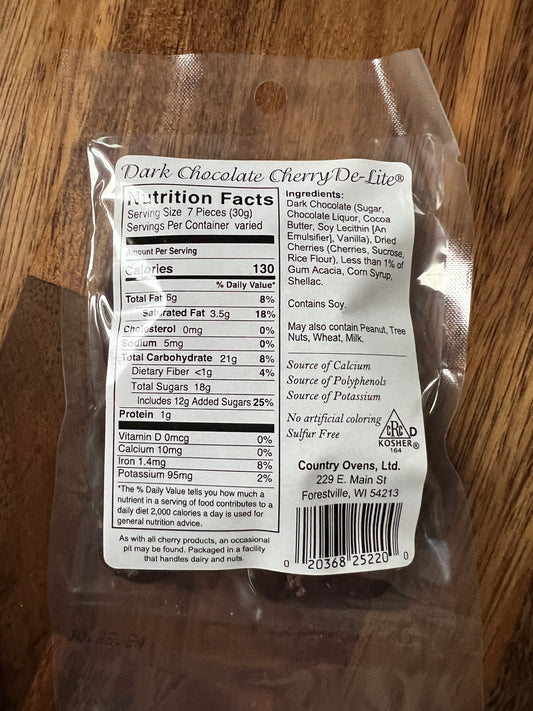 Dark Chocolate Cherry De-Lite®
Nutrition Facts
Serving Size 7 Pieces (30g)
Servings Per Container varied
Amount Per Serving
Calories 130
% Daily Value*
Total Fat 6g 8%
Saturated Fat 3.5g 18%
Cholesterol 0mg 0%
Sodium 5mg 0%
Total Carbohydrate 21g 8%
Dietary Fiber <1g 4%
Total Sugars 18g
Includes 12g Added Sugars 25%
Protein 1g
Vitamin D 0mcg 0%
Calcium 10mg 0%
Iron 1.4mg 8%
Potassium 95mg 2%
*The % Daily Value tells you how much a
nutrient in a serving of food contributes to a
daily diet 2,000 calories a day is used for
general nutrition advice.
As with all cherry products, an occasional
pit may be found. Packaged in a facility
that handles dairy and nuts.
Ingredients:
Dark Chocolate (Sugar,
Chocolate Liquor, Cocoa
Butter, Soy Lecithin [An
Emulsifier], Vanilla), Dried
Cherries (Cherries, Sucrose,
Rice Flour), Less than 1% of
Gum Acacia, Corn Syrup,
Shellac.
Contains Soy.
May also contain Peanut, Tree
Nuts, Wheat, Milk.
Source of Calcium
Source of Polyphenols
Source of Potassium
No artificial coloring
Sulfur Free
CRC D
KOSHER®
164
Country Ovens, Ltd.
229 E. Main St
Forestville, WI 54213
0 20368 25220 0